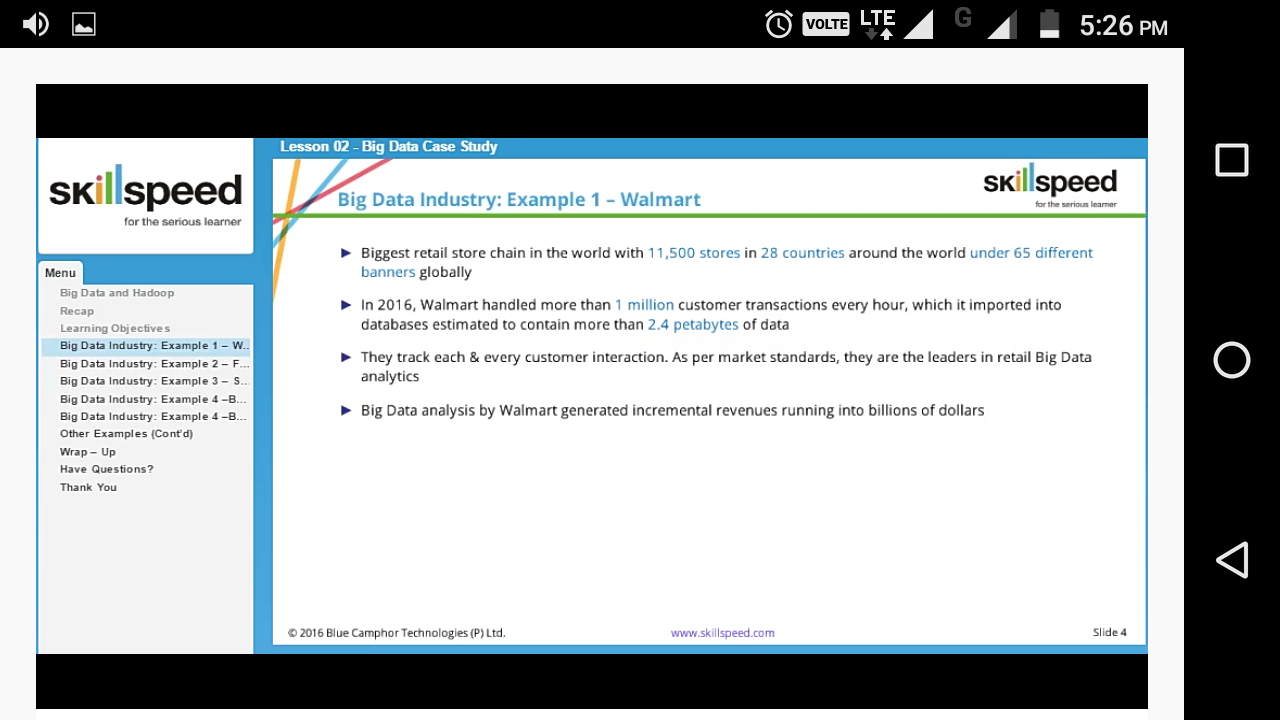 VOLTE LTE G 5:26 PM
Lesson 02 - Big Data Case Study
skillspeed
for the serious learner
Menu
Big Data and Hadoop
Recap
Learning Objectives
Big Data Industry: Example 1 – W...
Big Data Industry: Example 2 – F...
Big Data Industry: Example 3 – S...
Big Data Industry: Example 4 –B...
Big Data Industry: Example 4 –B...
Other Examples (Cont'd)
Wrap – Up
Have Questions?
Thank You
Big Data Industry: Example 1 – Walmart
skillspeed
for the serious learner
Biggest retail store chain in the world with 11,500 stores in 28 countries around the world under 65 different
banners globally
In 2016, Walmart handled more than 1 million customer transactions every hour, which it imported into
databases estimated to contain more than 2.4 petabytes of data
They track each & every customer interaction. As per market standards, they are the leaders in retail Big Data
analytics
Big Data analysis by Walmart generated incremental revenues running into billions of dollars
© 2016 Blue Camphor Technologies (P) Ltd.
www.skillspeed.com
Slide 4